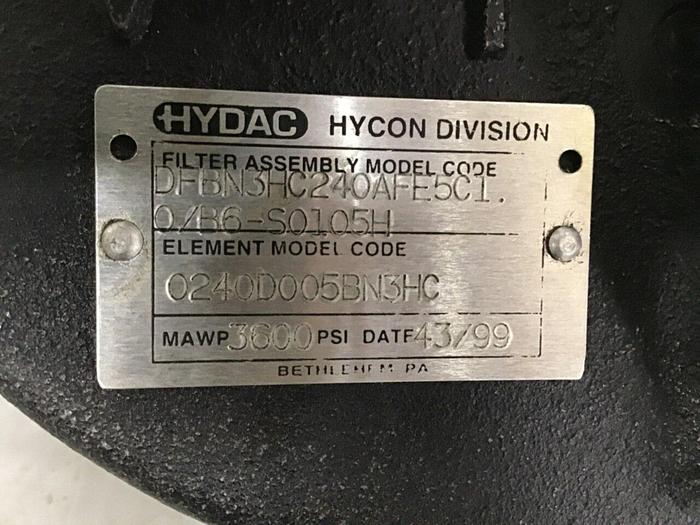 HYDAC HYCON DIVISION
FILTER ASSEMBLY MODEL CODE
DFBN3HC240AFE5C1.
0/B6-S0105H
ELEMENT MODEL CODE
0240D005BN3HC
MAWP 3600 PSI DATE 43/99
BETHLEHEM PA